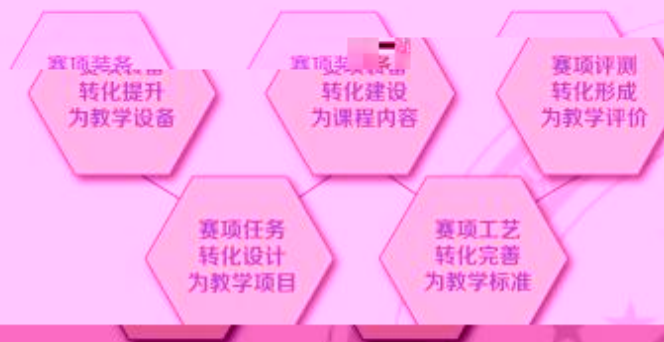 赛项装备
转化提升
为教学设备
赛项装备
转化建设
为课程内容
赛项评测
转化形成
为教学评价
赛项任务
转化设计
为教学项目
赛项工艺
转化完善
为教学标准